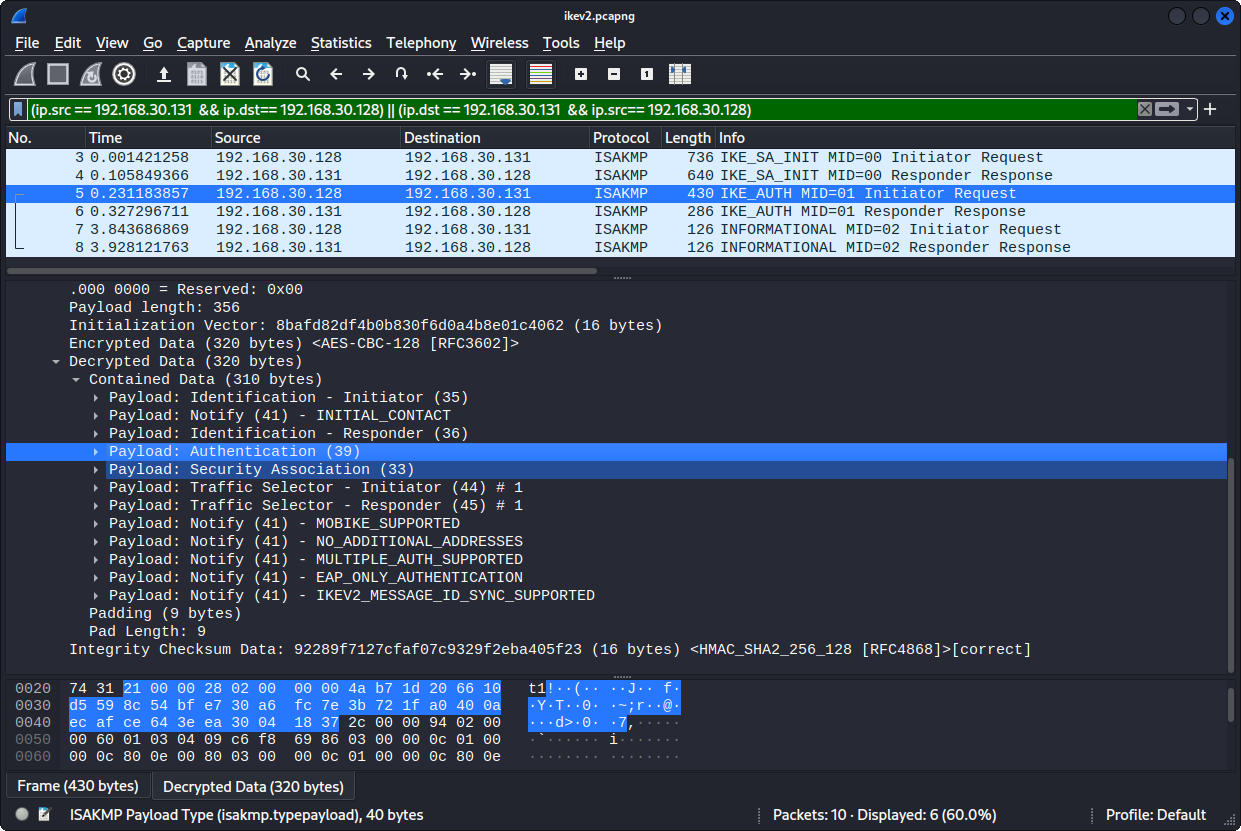 ikev2.pcapng
File Edit View Go Capture Analyze Statistics Telephony Wireless Tools Help
(ip.src == 192.168.30.131 && ip.dst== 192.168.30.128) || (ip.dst == 192.168.30.131 && ip.src== 192.168.30.128)
No. Time Source Destination Protocol Length Info
3 0.001421258 192.168.30.128 192.168.30.131 ISAKMP 736 IKE_SA_INIT MID=00 Initiator Request
4 0.105849366 192.168.30.131 192.168.30.128 ISAKMP 640 IKE_SA_INIT MID=00 Responder Response
5 0.231183857 192.168.30.128 192.168.30.131 ISAKMP 430 IKE_AUTH MID=01 Initiator Request
6 0.327296711 192.168.30.131 192.168.30.128 ISAKMP 286 IKE_AUTH MID=01 Responder Response
7 3.843686869 192.168.30.128 192.168.30.131 ISAKMP 126 INFORMATIONAL MID=02 Initiator Request
8 3.928121763 192.168.30.131 192.168.30.128 ISAKMP 126 INFORMATIONAL MID=02 Responder Response
.000 0000 = Reserved: 0x00
Payload length: 356
Initialization Vector: 8bafd82df4b0b830f6d0a4b8e01c4062 (16 bytes)
Encrypted Data (320 bytes) <AES-CBC-128 [RFC3602]>
Decrypted Data (320 bytes)
Contained Data (310 bytes)
Payload: Identification - Initiator (35)
Payload: Notify (41) - INITIAL_CONTACT
Payload: Identification - Responder (36)
Payload: Authentication (39)
Payload: Security Association (33)
Payload: Traffic Selector - Initiator (44) # 1
Payload: Traffic Selector - Responder (45) # 1
Payload: Notify (41) - MOBIKE_SUPPORTED
Payload: Notify (41) - NO_ADDITIONAL_ADDRESSES
Payload: Notify (41) - MULTIPLE_AUTH_SUPPORTED
Payload: Notify (41) - EAP_ONLY_AUTHENTICATION
Payload: Notify (41) - IKEV2_MESSAGE_ID_SYNC_SUPPORTED
Padding (9 bytes)
Pad Length: 9
Integrity Checksum Data: 92289f7127cfaf07c9329f2eba405f23 (16 bytes) <HMAC_SHA2_256_128 [RFC4868]>[correct]
0020 74 31 21 00 00 28 02 00 00 00 4a b7 1d 20 66 10 t1!··(·· ··J·· f·
0030 d5 59 8c 54 bf e7 30 a6 fc 7e 3b 72 1f a0 40 0a ·Y·T··0· ·~;r··@·
0040 ec af ce 64 3e ea 30 04 18 37 2c 00 00 94 02 00 ···d>·0· ·7,·····
0050 00 60 01 03 04 09 c6 f8 69 86 03 00 00 0c 01 00 ·`······ i·······
0060 00 0c 80 0e 00 80 03 00 00 0c 01 00 00 0c 80 0e ········ ········
Frame (430 bytes) Decrypted Data (320 bytes)
ISAKMP Payload Type (isakmp.typepayload), 40 bytes Packets: 10 · Displayed: 6 (60.0%) Profile: Default